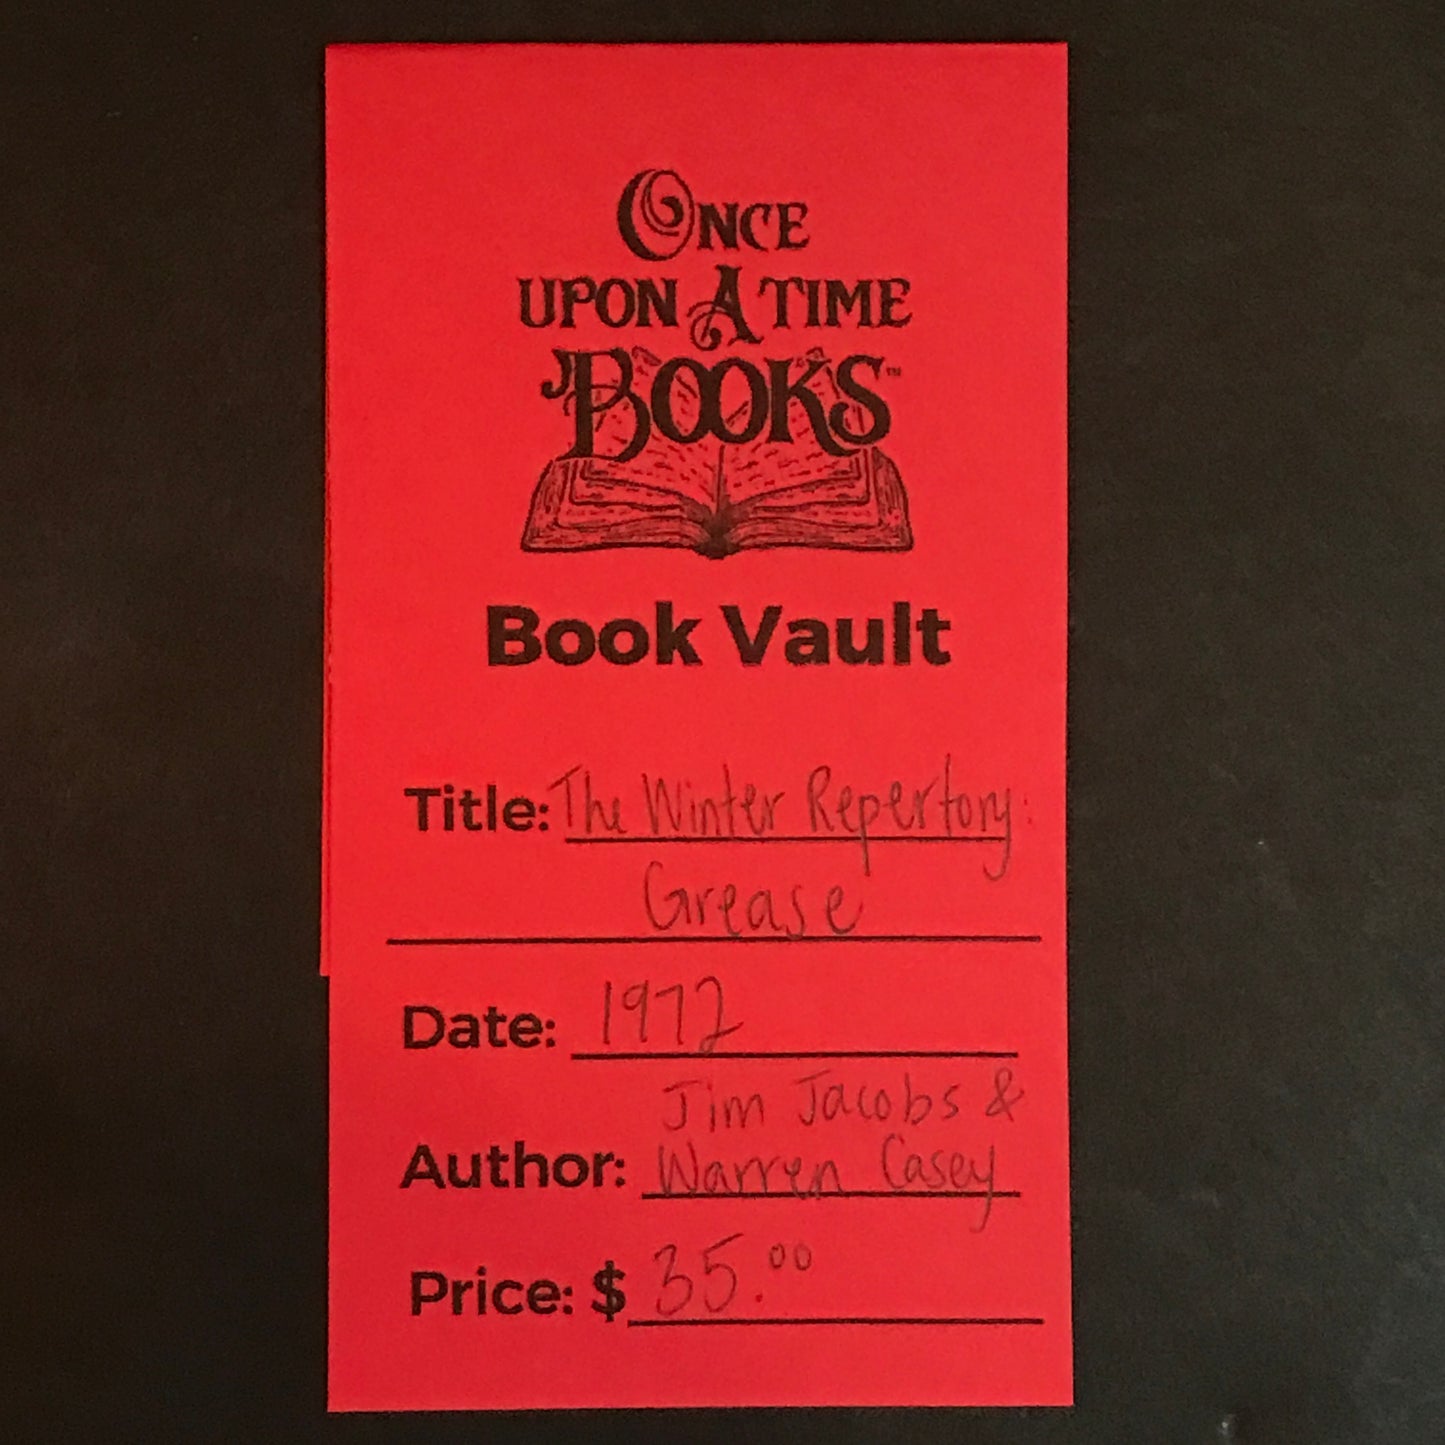 ONCE
UPON A TIME
BOOKS™
Book Vault
Title: The Winter Repertory:
Grease
Date: 1972
Jim Jacobs &
Author: Warren Casey
Price: $ 35.00